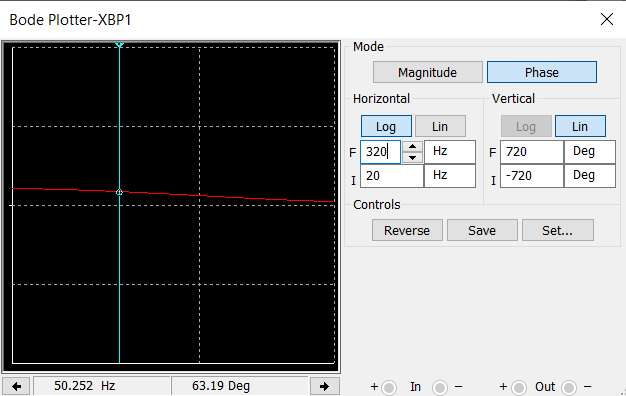 Bode Plotter-XBP1
Mode
Magnitude Phase
Horizontal Vertical
Log Lin Log Lin
F 320 Hz F 720 Deg
I 20 Hz I -720 Deg
Controls
Reverse Save Set...
50.252 Hz 63.19 Deg
+ In − + Out −